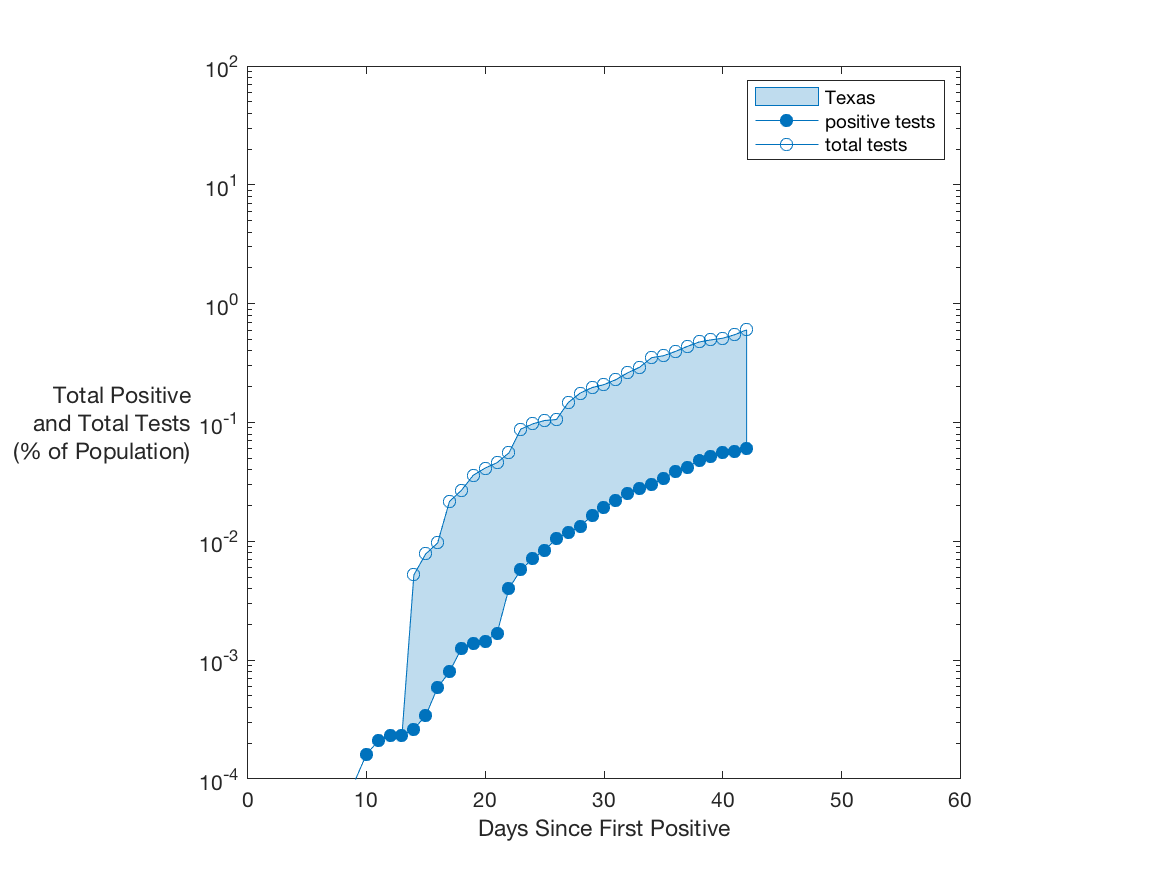 10^2
Texas
positive tests
total tests
10^1
10^0
Total Positive
and Total Tests
(% of Population)
10^-1
10^-2
10^-3
10^-4
0 10 20 30 40 50 60
Days Since First Positive